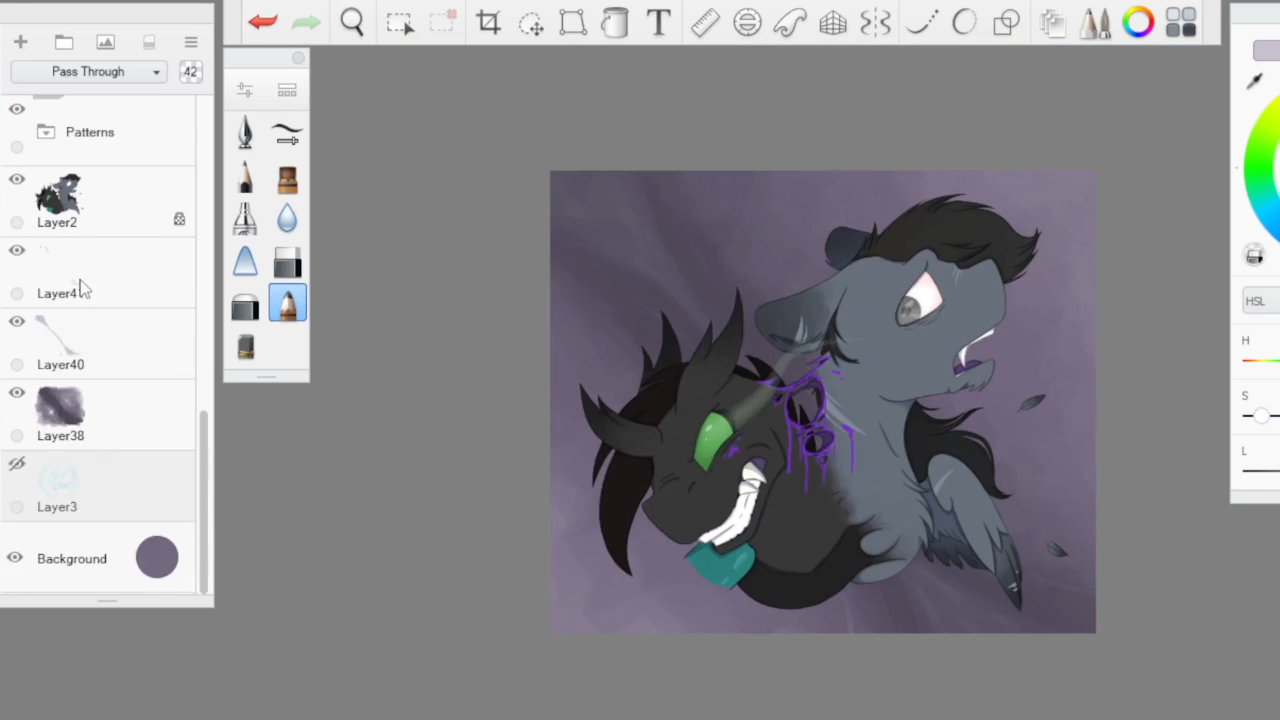 Pass Through
42
Patterns
Layer2
Layer4
Layer40
Layer38
Layer3
Background
HSL
H
S
L